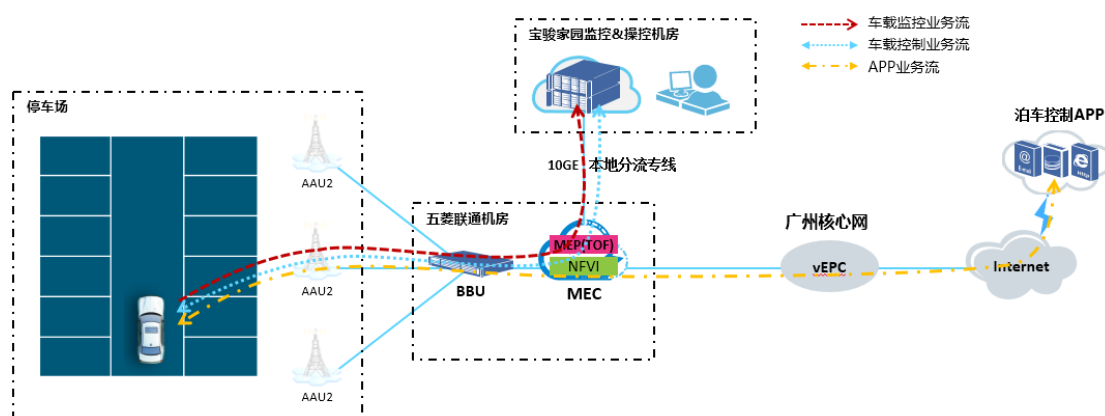 宝骏家园监控&操控机房
车载监控业务流
车载控制业务流
APP业务流
停车场
泊车控制APP
@
E-mail
e
Http
AAU2
10GE 本地分流专线
五菱联通机房
广州核心网
MEP(TOF)
NFVI
MEC
BBU
AAU2
vEPC
Internet
AAU2